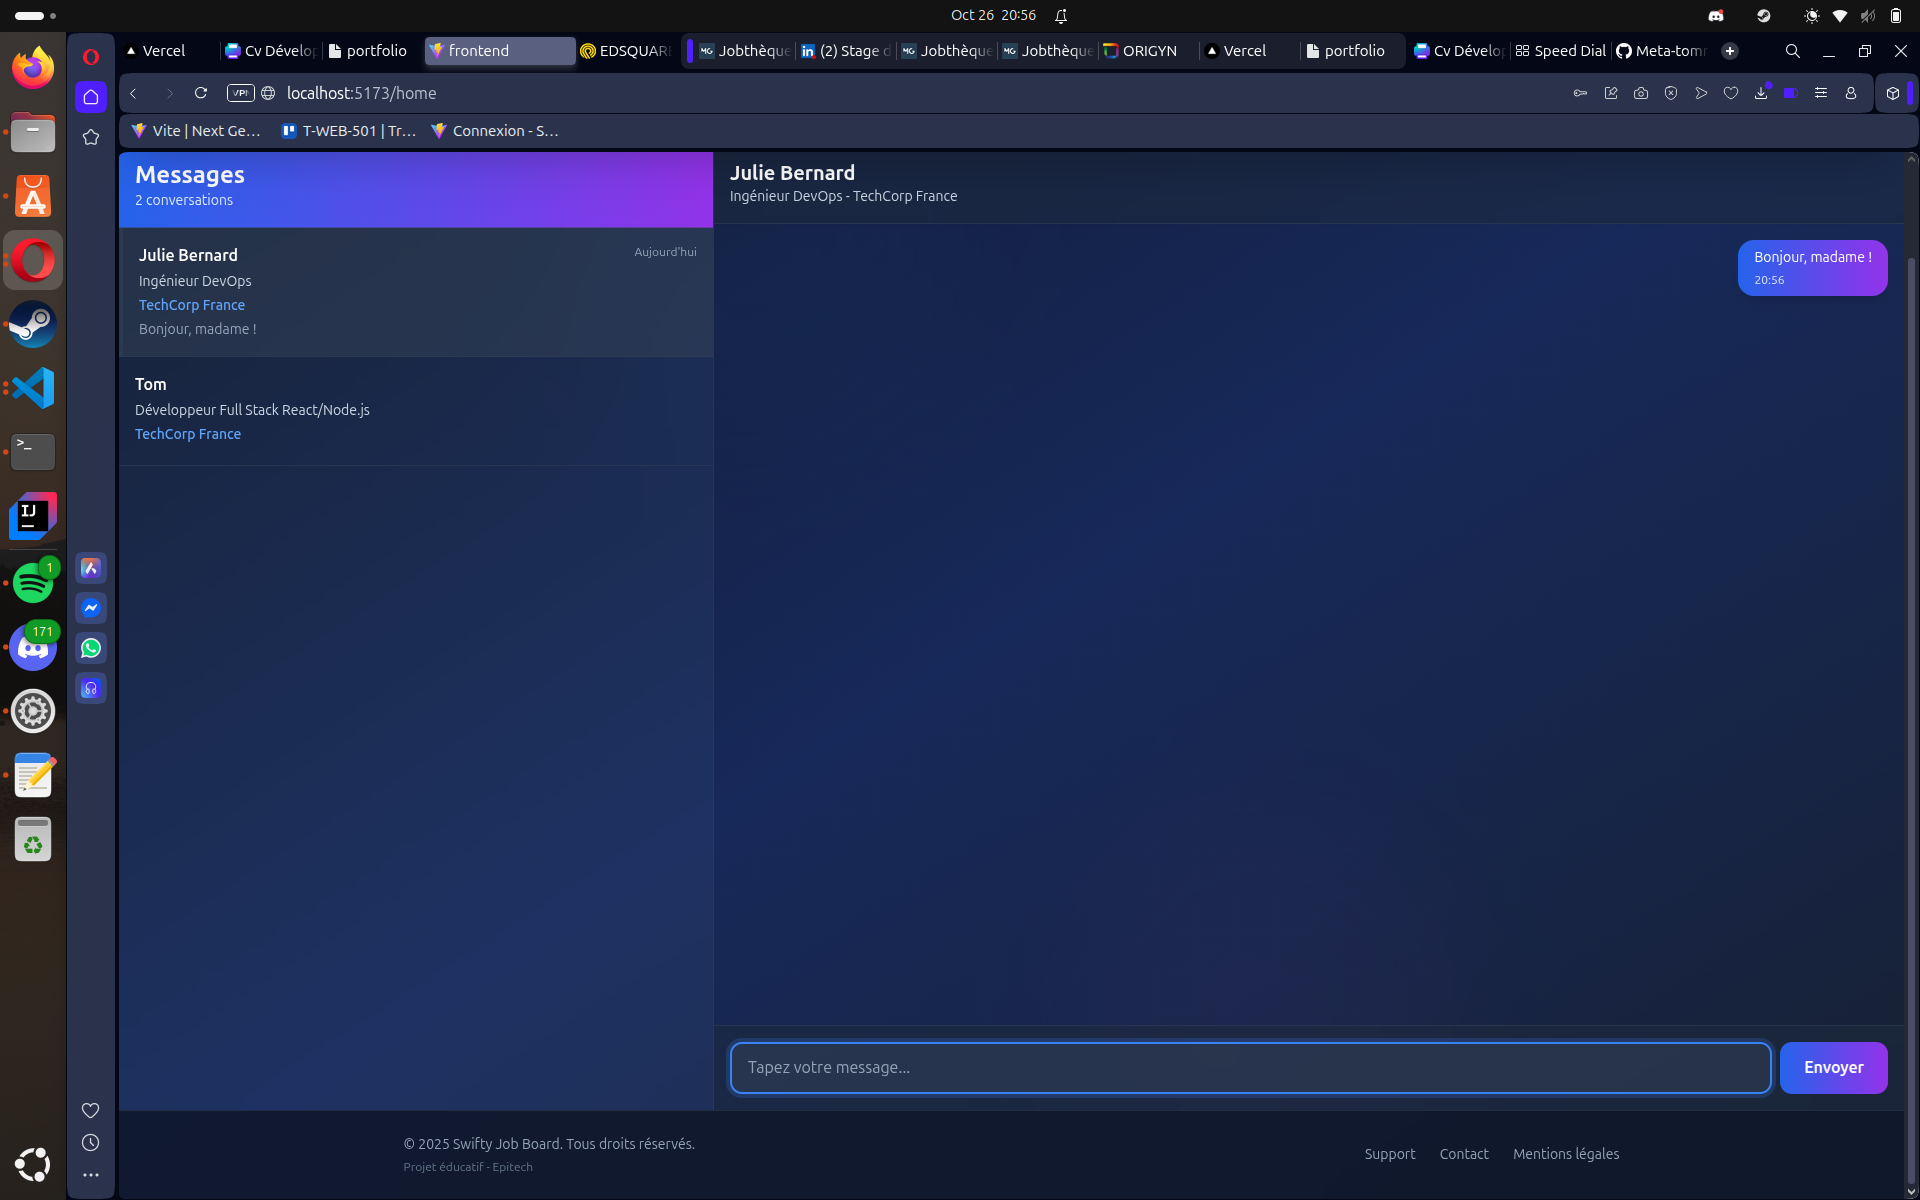 Oct 26 20:56
Vercel
Cv Dévelop
portfolio
frontend
EDSQUAR
Jobthèque
(2) Stage d
Jobthèque
Jobthèque
ORIGYN
Vercel
portfolio
Cv Dévelop
Speed Dial
Meta-tom
VPN
localhost:5173/home
Vite | Next Ge...
T-WEB-501 | Tr...
Connexion - S...
Messages
2 conversations
Julie Bernard
Aujourd'hui
Ingénieur DevOps
TechCorp France
Bonjour, madame !
Tom
Développeur Full Stack React/Node.js
TechCorp France
Julie Bernard
Ingénieur DevOps - TechCorp France
Bonjour, madame !
20:56
Tapez votre message...
Envoyer
© 2025 Swifty Job Board. Tous droits réservés.
Projet éducatif - Epitech
Support
Contact
Mentions légales
IJ
1
171